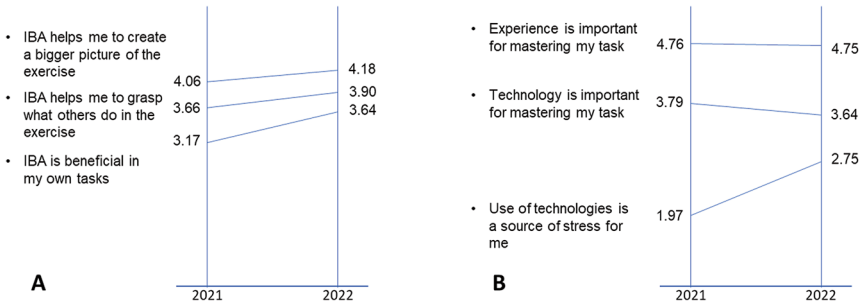 • IBA helps me to create
a bigger picture of the
exercise
• IBA helps me to grasp
what others do in the
exercise
• IBA is beneficial in
my own tasks
4.06
4.18
3.66
3.90
3.17
3.64
A
2021
2022
• Experience is important
for mastering my task
• Technology is important
for mastering my task
• Use of technologies is
a source of stress for
me
4.76
4.75
3.79
3.64
2.75
1.97
B
2021
2022